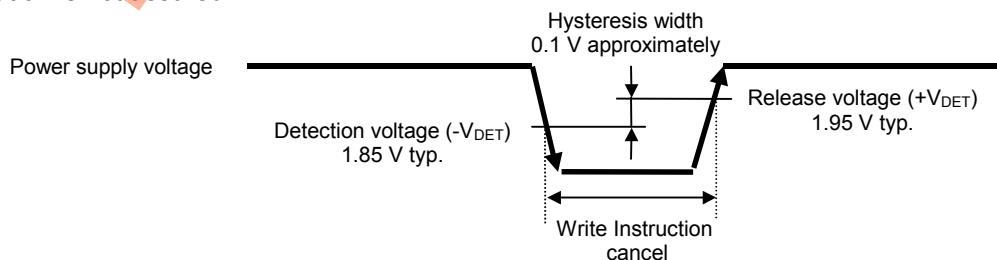 Hysteresis width
0.1 V approximately
Power supply voltage
Release voltage (+VDET)
1.95 V typ.
Detection voltage (-VDET)
1.85 V typ.
Write Instruction
cancel